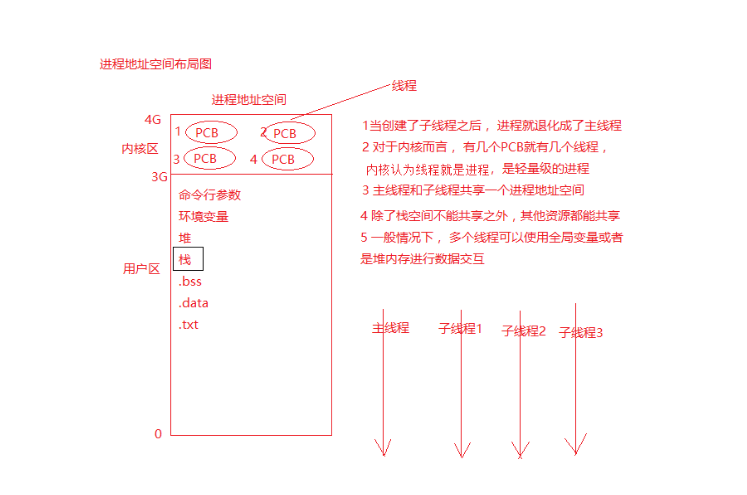 进程地址空间布局图
进程地址空间
线程
4G
1 PCB 2 PCB
内核区
3 PCB 4 PCB
3G
命令行参数
环境变量
堆
栈
用户区
.bss
.data
.txt
0
1当创建了子线程之后，进程就退化成了主线程
2 对于内核而言，有几个PCB就有几个线程，
内核认为线程就是进程，是轻量级的进程
3 主线程和子线程共享一个进程地址空间
4 除了栈空间不能共享之外，其他资源都能共享
5 一般情况下，多个线程可以使用全局变量或者
是堆内存进行数据交互
主线程 子线程1 子线程2 子线程3